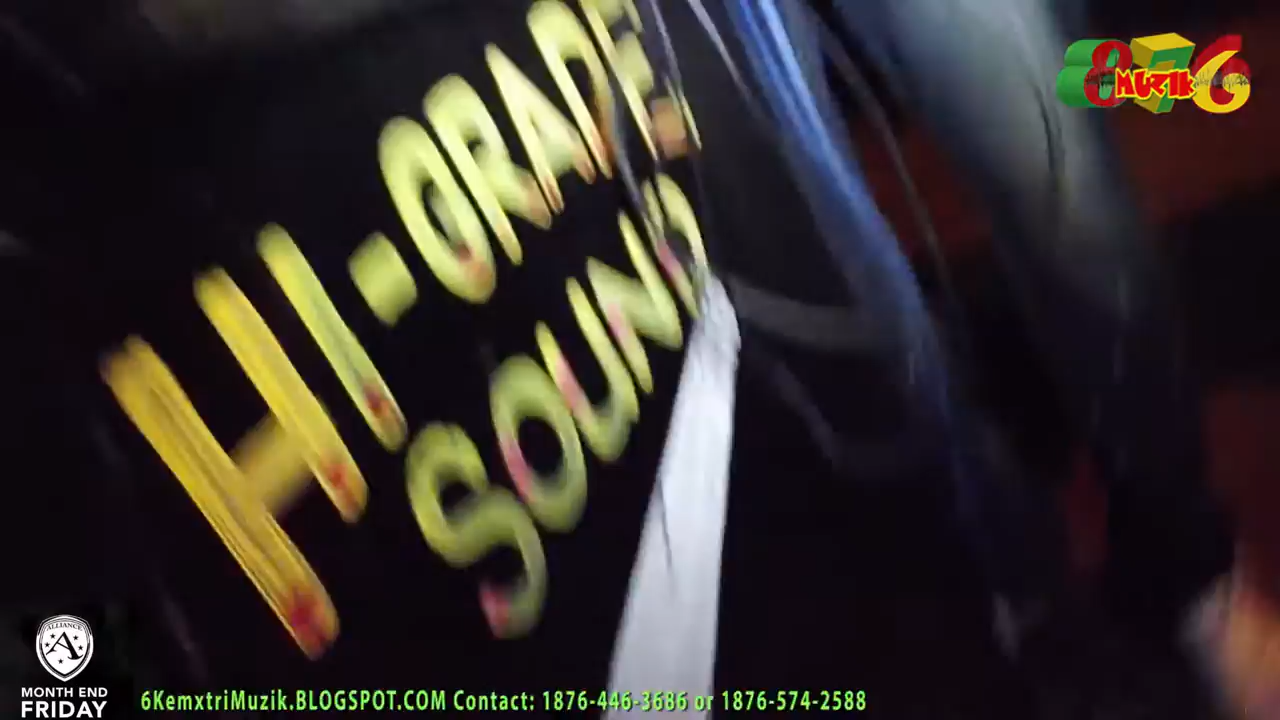 HI-GRADE
SOUND
876
MUZIK
ALLIANCE
A
MONTH END
FRIDAY
6KemxtriMuzik.BLOGSPOT.COM Contact: 1876-446-3686 or 1876-574-2588